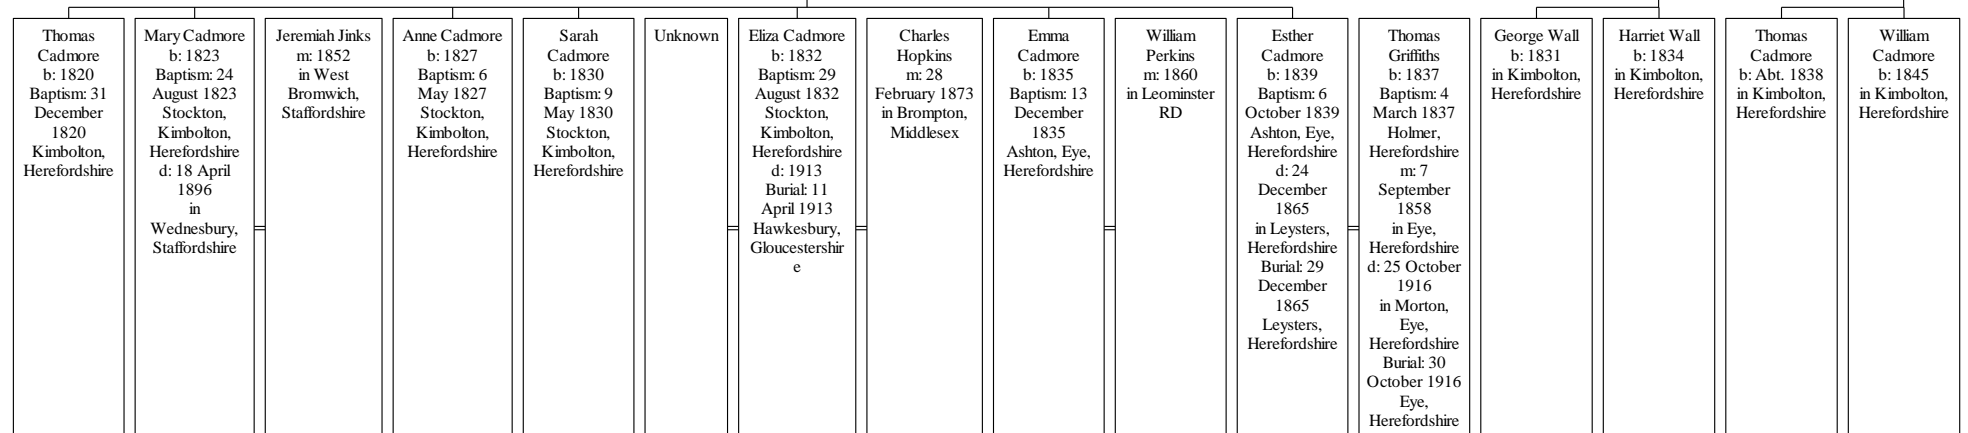 Thomas
Cadmore
b: 1820
Baptism: 31
December
1820
Kimbolton,
Herefordshire
Mary Cadmore
b: 1823
Baptism: 24
August 1823
Stockton,
Kimbolton,
Herefordshire
d: 18 April
1896
in
Wednesbury,
Staffordshire
Jeremiah Jinks
m: 1852
in West
Bromwich,
Staffordshire
Anne Cadmore
b: 1827
Baptism: 6
May 1827
Stockton,
Kimbolton,
Herefordshire
Sarah
Cadmore
b: 1830
Baptism: 9
May 1830
Stockton,
Kimbolton,
Herefordshire
Unknown
Eliza Cadmore
b: 1832
Baptism: 29
August 1832
Stockton,
Kimbolton,
Herefordshire
d: 1913
Burial: 11
April 1913
Hawkesbury,
Gloucestershir
e
Charles
Hopkins
m: 28
February 1873
in Brompton,
Middlesex
Emma
Cadmore
b: 1835
Baptism: 13
December
1835
Ashton, Eye,
Herefordshire
William
Perkins
m: 1860
in Leominster
RD
Esther
Cadmore
b: 1839
Baptism: 6
October 1839
Ashton, Eye,
Herefordshire
d: 24
December
1865
in Leysters,
Herefordshire
Burial: 29
December
1865
Leysters,
Herefordshire
Thomas
Griffiths
b: 1837
Baptism: 4
March 1837
Holmer,
Herefordshire
m: 7
September
1858
in Eye,
Herefordshire
d: 25 October
1916
in Morton,
Eye,
Herefordshire
Burial: 30
October 1916
Eye,
Herefordshire
George Wall
b: 1831
in Kimbolton,
Herefordshire
Harriet Wall
b: 1834
in Kimbolton,
Herefordshire
Thomas
Cadmore
b: Abt. 1838
in Kimbolton,
Herefordshire
William
Cadmore
b: 1845
in Kimbolton,
Herefordshire